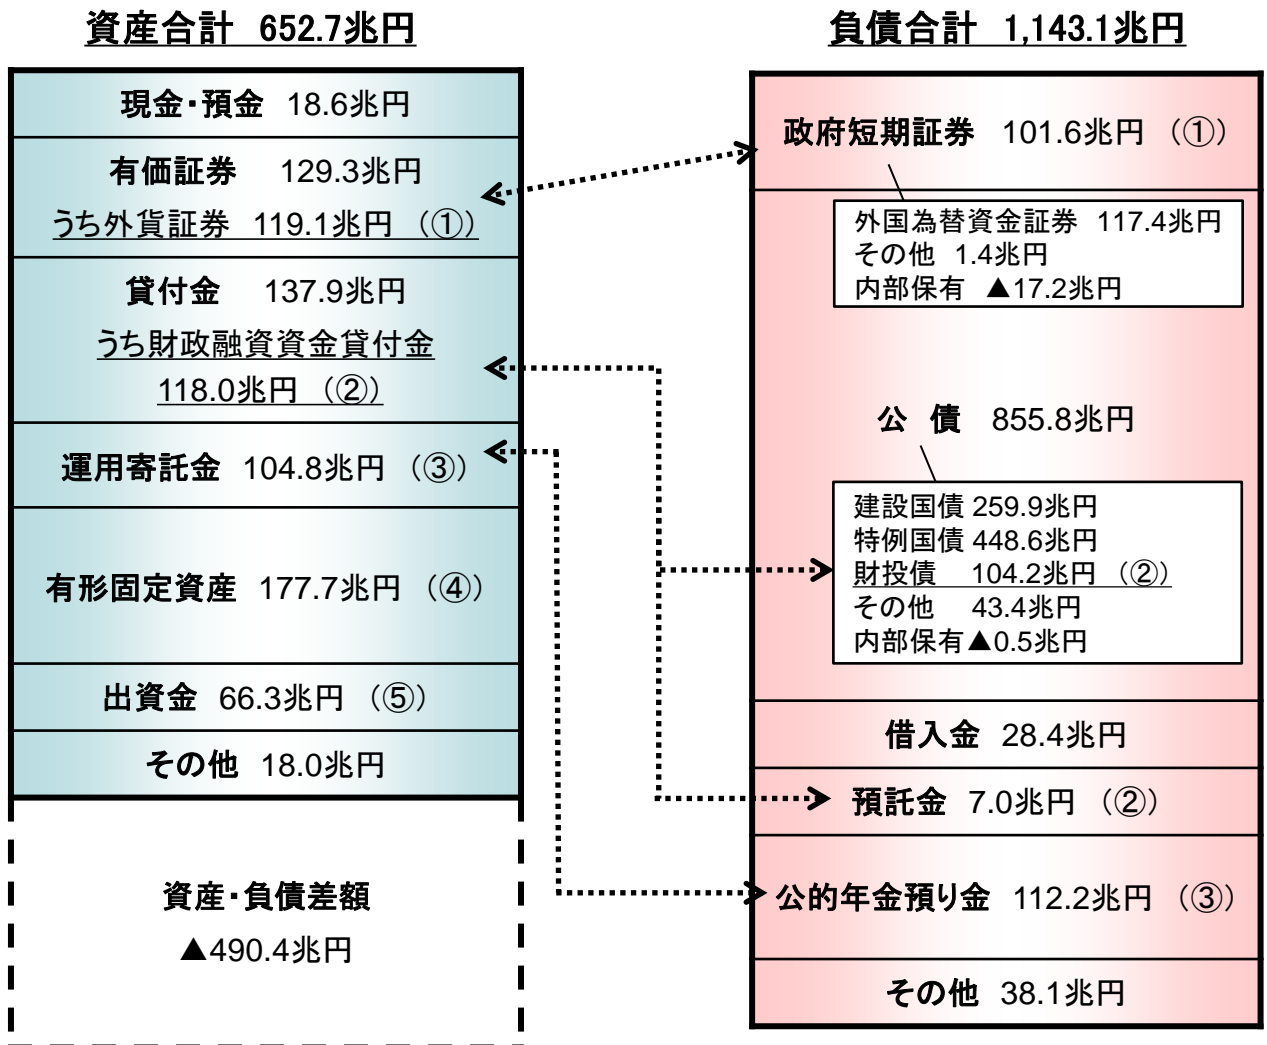 資産合計 652.7兆円
現金・預金 18.6兆円
有価証券 129.3兆円
うち外貨証券 119.1兆円 (①)
貸付金 137.9兆円
うち財政融資資金貸付金
118.0兆円 (②)
運用寄託金 104.8兆円 (③)
有形固定資産 177.7兆円 (④)
出資金 66.3兆円 (⑤)
その他 18.0兆円
資産・負債差額
▲490.4兆円
負債合計 1,143.1兆円
政府短期証券 101.6兆円 (①)
外国為替資金証券 117.4兆円
その他 1.4兆円
内部保有 ▲17.2兆円
公 債 855.8兆円
建設国債 259.9兆円
特例国債 448.6兆円
財投債 104.2兆円 (②)
その他 43.4兆円
内部保有▲0.5兆円
借入金 28.4兆円
預託金 7.0兆円 (②)
公的年金預り金 112.2兆円 (③)
その他 38.1兆円